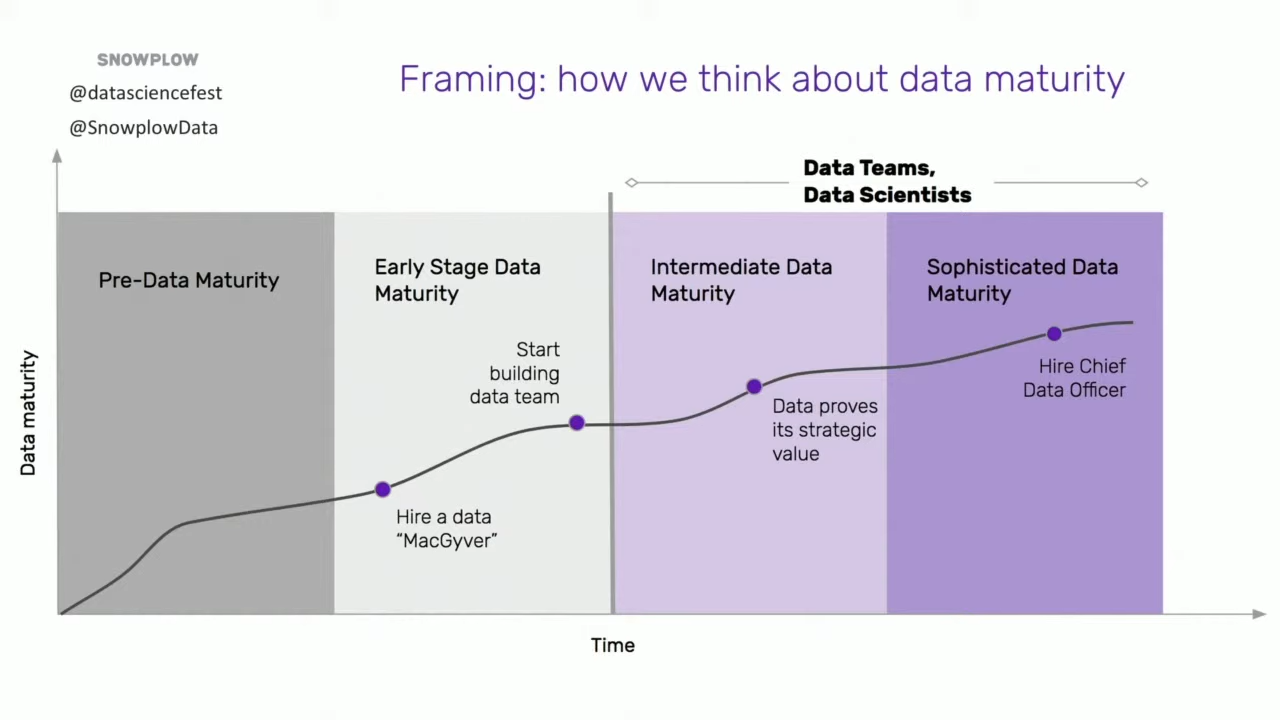 SNOWPLOW
@datasciencefest
@SnowplowData
Framing: how we think about data maturity
Data Teams,
Data Scientists
Pre-Data Maturity
Early Stage Data
Maturity
Intermediate Data
Maturity
Sophisticated Data
Maturity
Start
building
data team
Hire a data
“MacGyver”
Data proves
its strategic
value
Hire Chief
Data Officer
Data maturity
Time